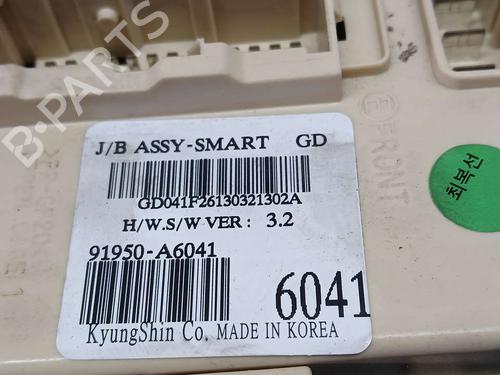 B-Parts
J/B ASSY-SMART GD
GD041F26130321302A
H/W.S/W VER : 3.2
91950-A6041
6041
KyungShin Co. MADE IN KOREA
FRONT
최복선